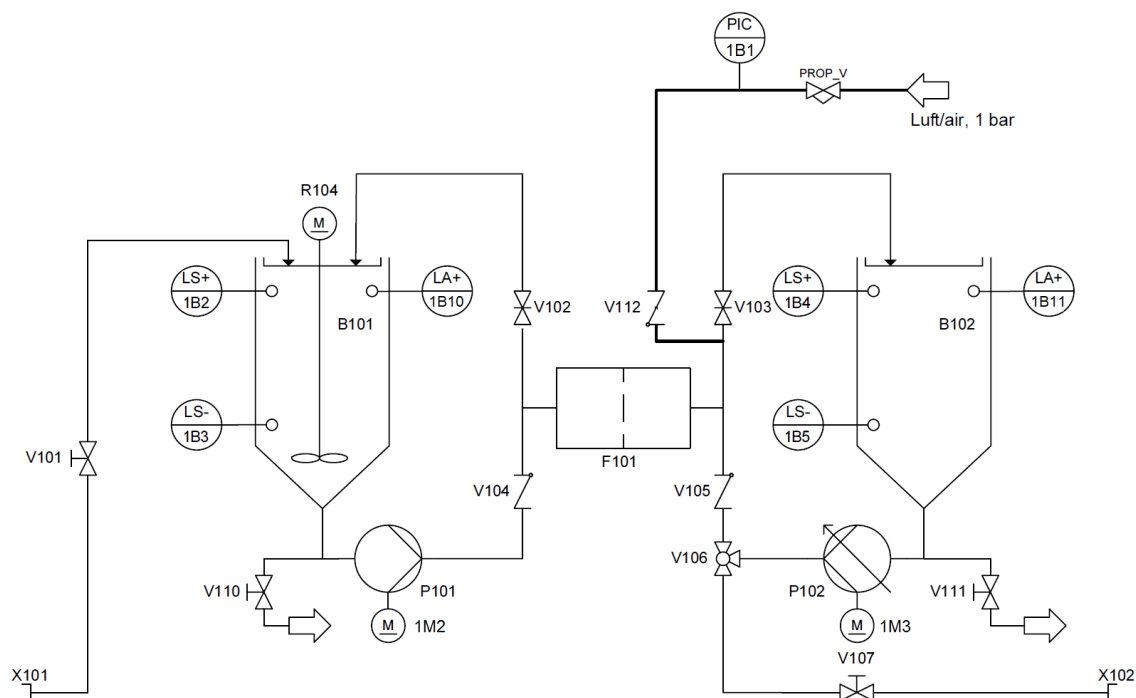 PIC
1B1
PROP_V
Luft/air, 1 bar
R104
M
LS+
1B2
LA+
1B10
B101
V102
V112
V103
LS+
1B4
LA+
1B11
B102
LS-
1B3
LS-
1B5
V101
F101
V104
V105
V106
V110
P101
P102
V111
M
1M2
M
1M3
V107
X101
X102